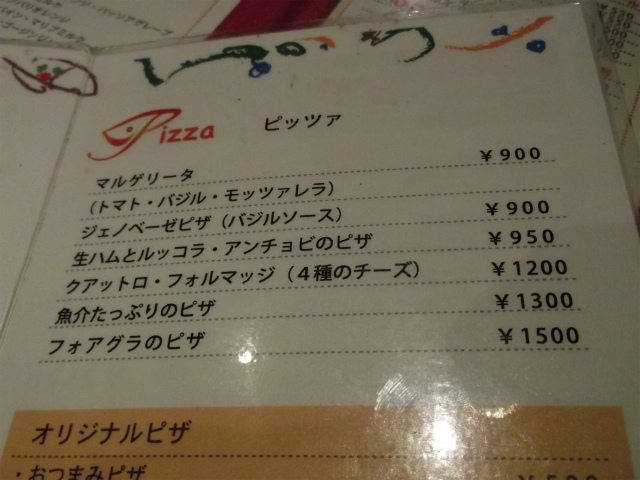 Pizza ピッツァ
マルゲリータ ¥900
（トマト・バジル・モッツァレラ）
ジェノベーゼピザ（バジルソース） ¥900
生ハムとルッコラ・アンチョビのピザ ¥950
クアットロ・フォルマッジ（４種のチーズ） ¥1200
魚介たっぷりのピザ ¥1300
フォアグラのピザ ¥1500
オリジナルピザ
・おつまみピザ